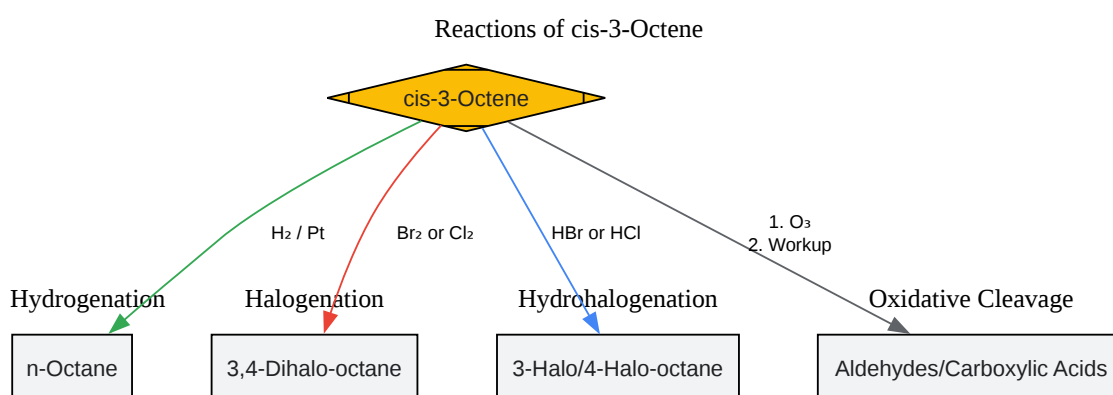 Reactions of cis-3-Octene
cis-3-Octene
H₂ / Pt
Br₂ or Cl₂
HBr or HCl
1. O₃
2. Workup
Hydrogenation
Halogenation
Hydrohalogenation
Oxidative Cleavage
n-Octane
3,4-Dihalo-octane
3-Halo/4-Halo-octane
Aldehydes/Carboxylic Acids